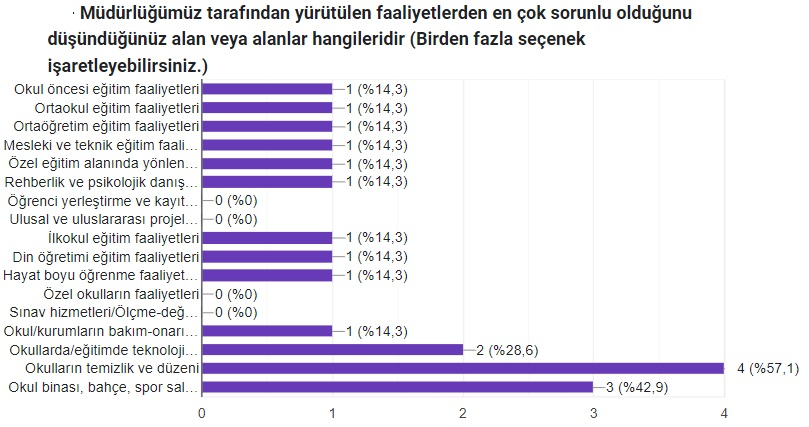 · Müdürlüğümüz tarafından yürütülen faaliyetlerden en çok sorunlu olduğunu
düşündüğünüz alan veya alanlar hangileridir (Birden fazla seçenek
işaretleyebilirsiniz.)
Okul öncesi eğitim faaliyetleri 1 (%14,3)
Ortaokul eğitim faaliyetleri 1 (%14,3)
Ortaöğretim eğitim faaliyetleri 1 (%14,3)
Mesleki ve teknik eğitim faali... 1 (%14,3)
Özel eğitim alanında yönlen... 1 (%14,3)
Rehberlik ve psikolojik danış... 1 (%14,3)
Öğrenci yerleştirme ve kayıt... 0 (%0)
Ulusal ve uluslararası projel... 0 (%0)
İlkokul eğitim faaliyetleri 1 (%14,3)
Din öğretimi eğitim faaliyetleri 1 (%14,3)
Hayat boyu öğrenme faaliyet... 1 (%14,3)
Özel okulların faaliyetleri 0 (%0)
Sınav hizmetleri/Ölçme-değ... 0 (%0)
Okul/kurumların bakım-onarı... 1 (%14,3)
Okullarda/eğitimde teknoloji... 2 (%28,6)
Okulların temizlik ve düzeni 4 (%57,1)
Okul binası, bahçe, spor sal... 3 (%42,9)
0 1 2 3 4